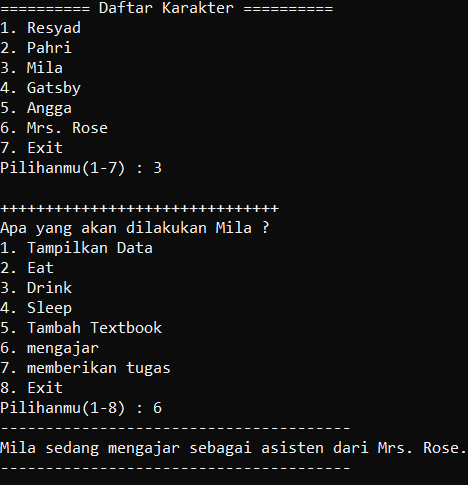 ========== Daftar Karakter ==========
1. Resyad
2. Pahri
3. Mila
4. Gatsby
5. Angga
6. Mrs. Rose
7. Exit
Pilihanmu(1-7) : 3
+++++++++++++++++++++++++++++++
Apa yang akan dilakukan Mila ?
1. Tampilkan Data
2. Eat
3. Drink
4. Sleep
5. Tambah Textbook
6. mengajar
7. memberikan tugas
8. Exit
Pilihanmu(1-8) : 6
---------------------------------------
Mila sedang mengajar sebagai asisten dari Mrs. Rose.
---------------------------------------